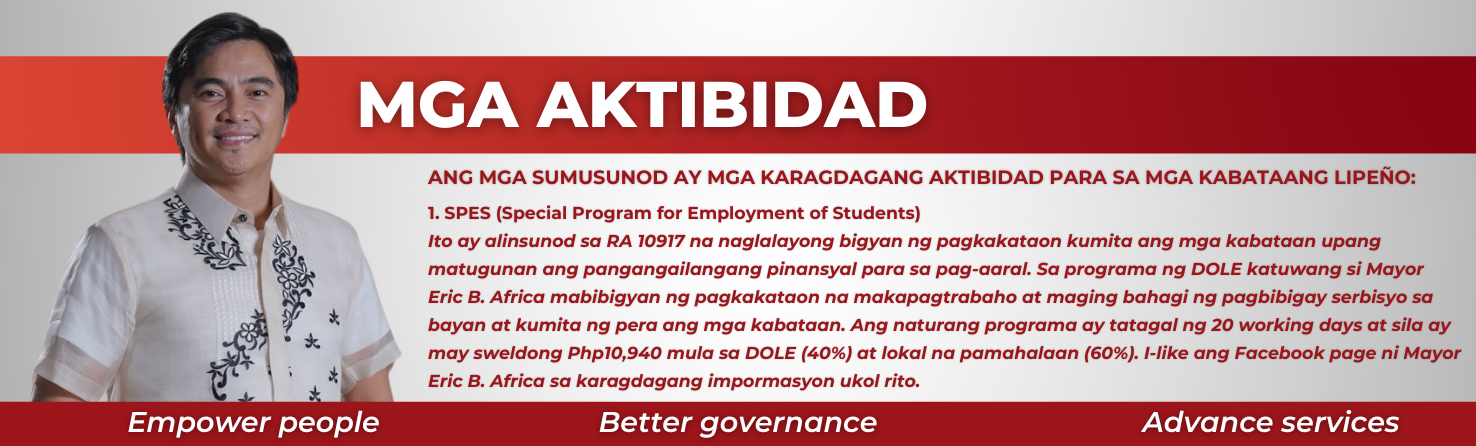 MGA AKTIBIDAD
ANG MGA SUMUSUNOD AY MGA KARAGDAGANG AKTIBIDAD PARA SA MGA KABATAANG LIPEÑO:
1. SPES (Special Program for Employment of Students)
Ito ay alinsunod sa RA 10917 na naglalayong bigyan ng pagkakataon kumita ang mga kabataan upang
matugunan ang pangangailangang pinansyal para sa pag-aaral. Sa programa ng DOLE katuwang si Mayor
Eric B. Africa mabibigyan ng pagkakataon na makapagtrabaho at maging bahagi ng pagbibigay serbisyo sa
bayan at kumita ng pera ang mga kabataan. Ang naturang programa ay tatagal ng 20 working days at sila ay
may sweldong Php10,940 mula sa DOLE (40%) at lokal na pamahalaan (60%). I-like ang Facebook page ni Mayor
Eric B. Africa sa karagdagang impormasyon ukol rito.
Empower people
Better governance
Advance services